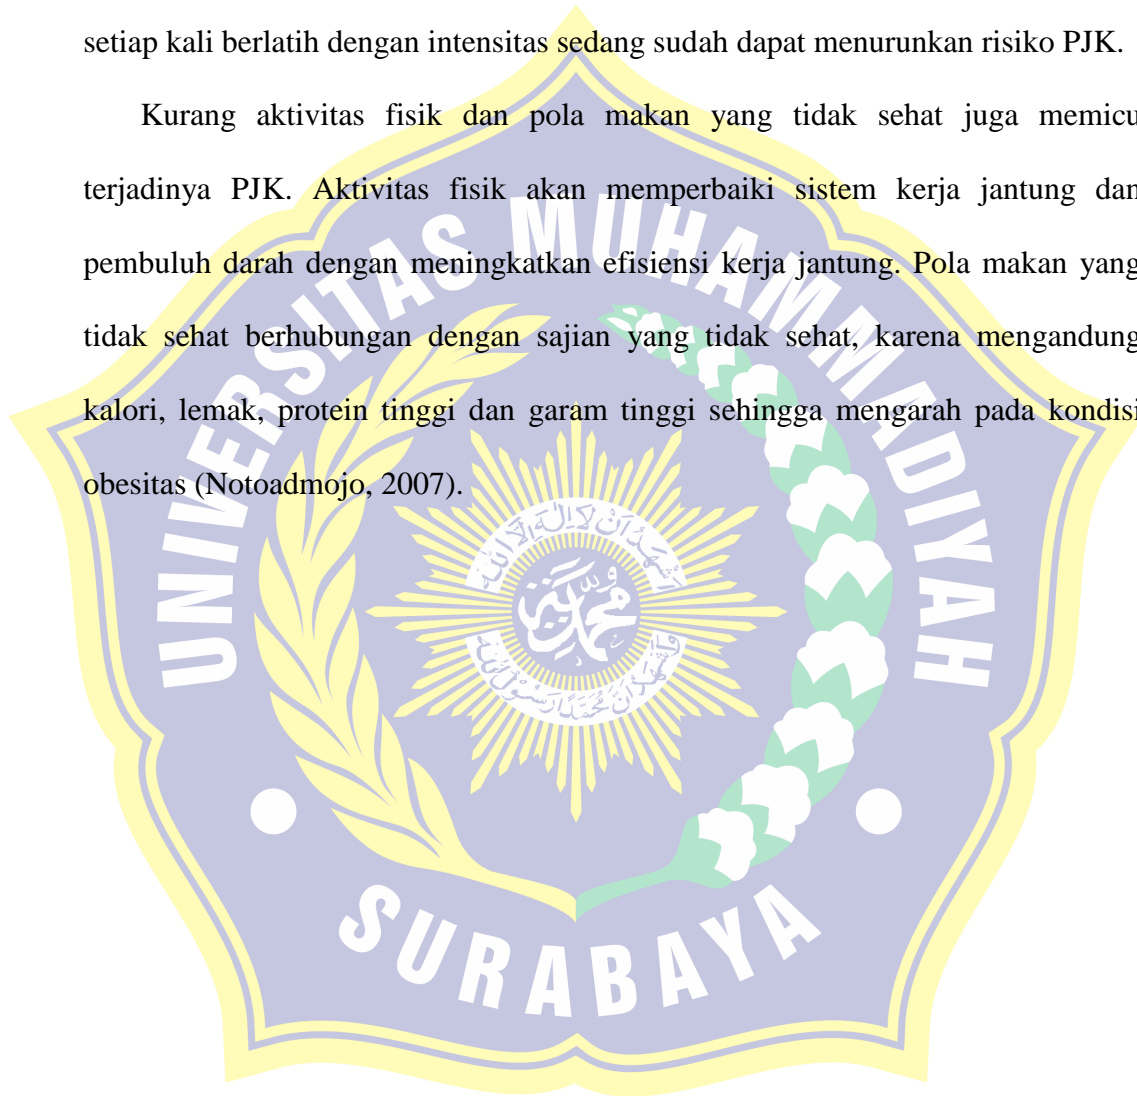 setiap kali berlatih dengan intensitas sedang sudah dapat menurunkan risiko PJK.
Kurang aktivitas fisik dan pola makan yang tidak sehat juga memicu
terjadinya PJK. Aktivitas fisik akan memperbaiki sistem kerja jantung dan
pembuluh darah dengan meningkatkan efisiensi kerja jantung. Pola makan yang
tidak sehat berhubungan dengan sajian yang tidak sehat, karena mengandung
kalori, lemak, protein tinggi dan garam tinggi sehingga mengarah pada kondisi
obesitas (Notoadmojo, 2007).
UNIVERSITAS MUHAMMADIYAH
SURABAYA